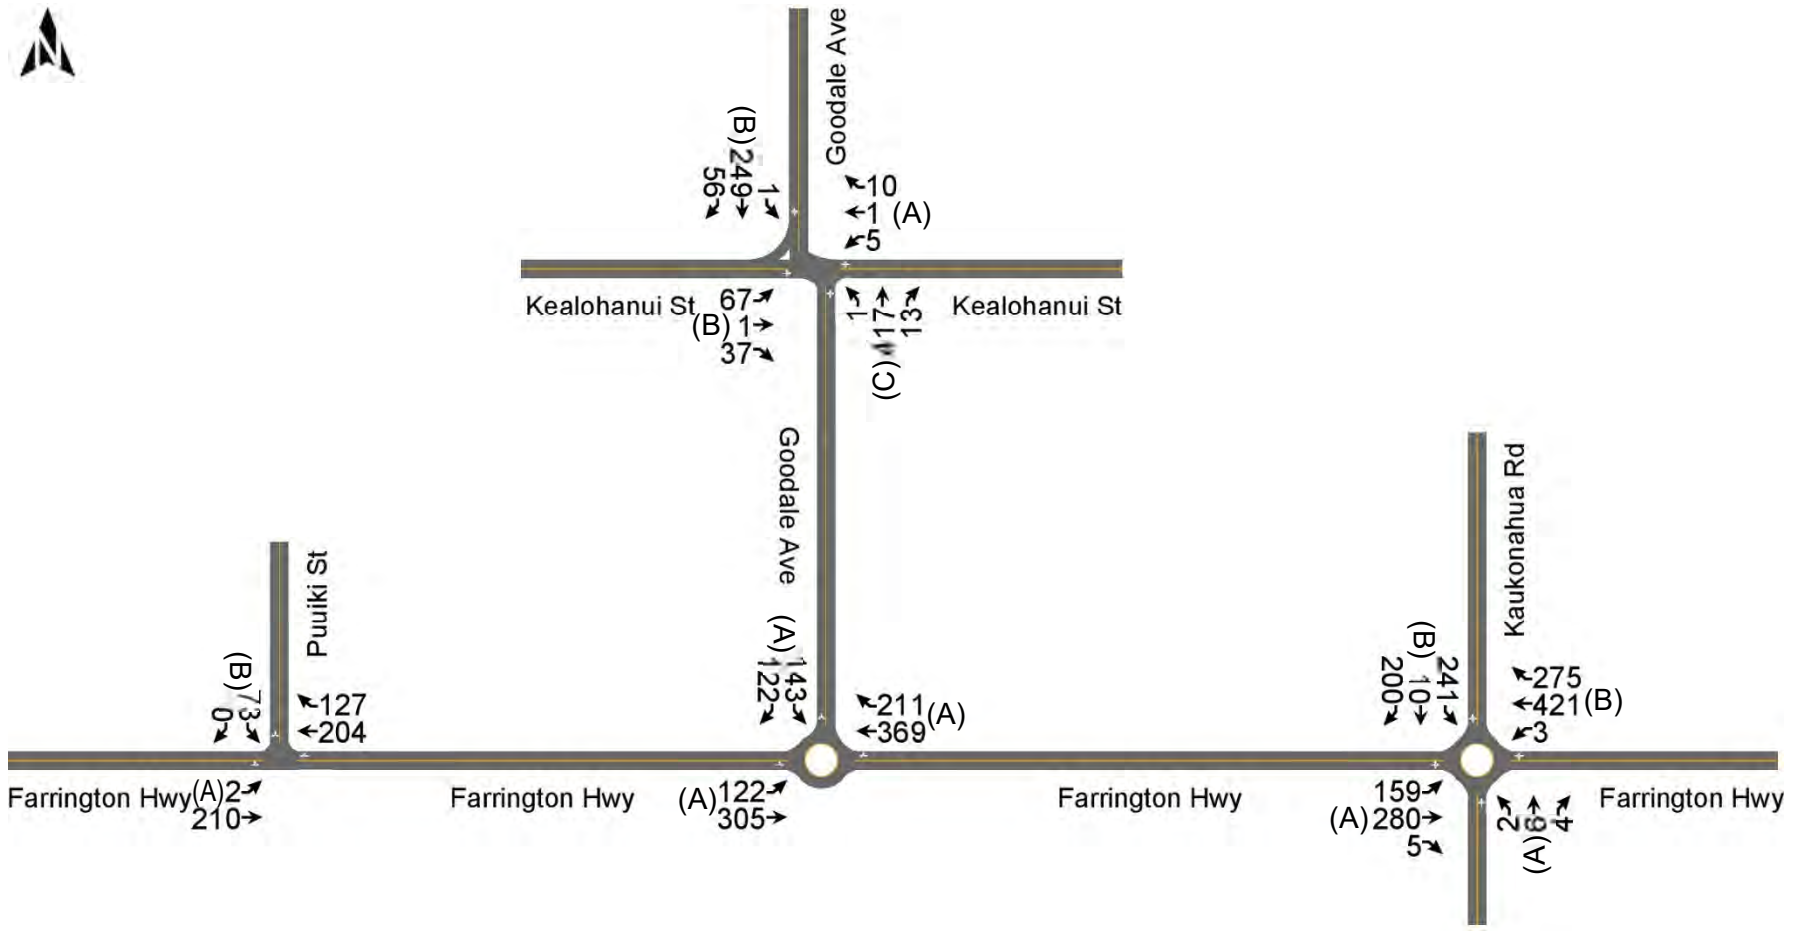 N
Goodale Ave
(B)
56
249
1
10
1 (A)
5
Kealohanui St
67
(B) 1
37
1
13
(C)
Kealohanui St
Goodale Ave
Puuiki St
(B)
0
73
127
204
Farrington Hwy
(A) 2
210
Farrington Hwy
(A)
122
143
211
(A)
369
(A) 122
305
Farrington Hwy
Kaukonahua Rd
(B)
200
10
241
275
421 (B)
3
159
(A) 280
5
2
4
(A)
Farrington Hwy